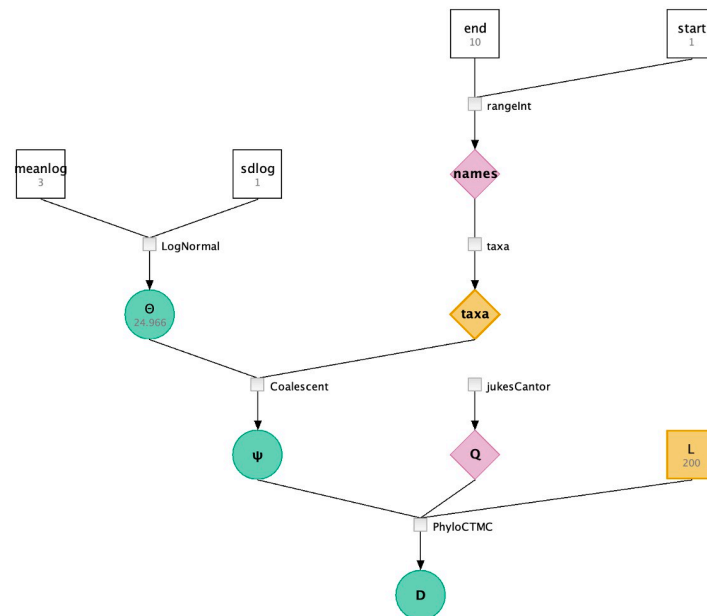 end
10
start
1
rangeInt
meanlog
3
sdlog
1
names
LogNormal
taxa
Θ
24.966
taxa
Coalescent
jukesCantor
ψ
Q
L
200
PhyloCTMC
D